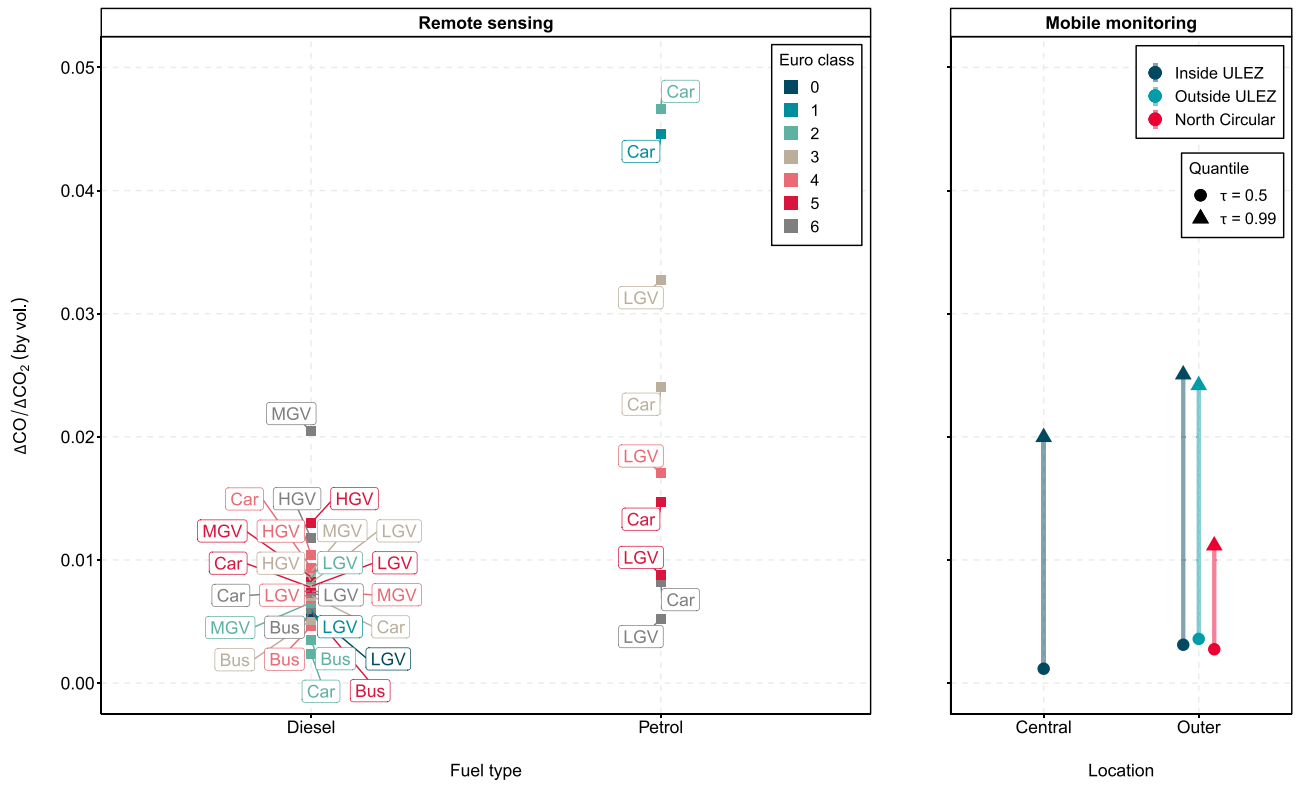 Remote sensing
Mobile monitoring
ΔCO/ΔCO₂ (by vol.)
0.05
0.04
0.03
0.02
0.01
0.00
Euro class
0
1
2
3
4
5
6
Car
Car
LGV
Car
LGV
Car
LGV
Car
LGV
MGV
Car HGV HGV
MGV HGV MGV LGV
Car HGV LGV LGV
Car LGV LGV MGV
MGV Bus LGV Car
Bus Bus Bus LGV
Car Bus
Diesel
Petrol
Fuel type
Inside ULEZ
Outside ULEZ
North Circular
Quantile
τ = 0.5
τ = 0.99
Central
Outer
Location